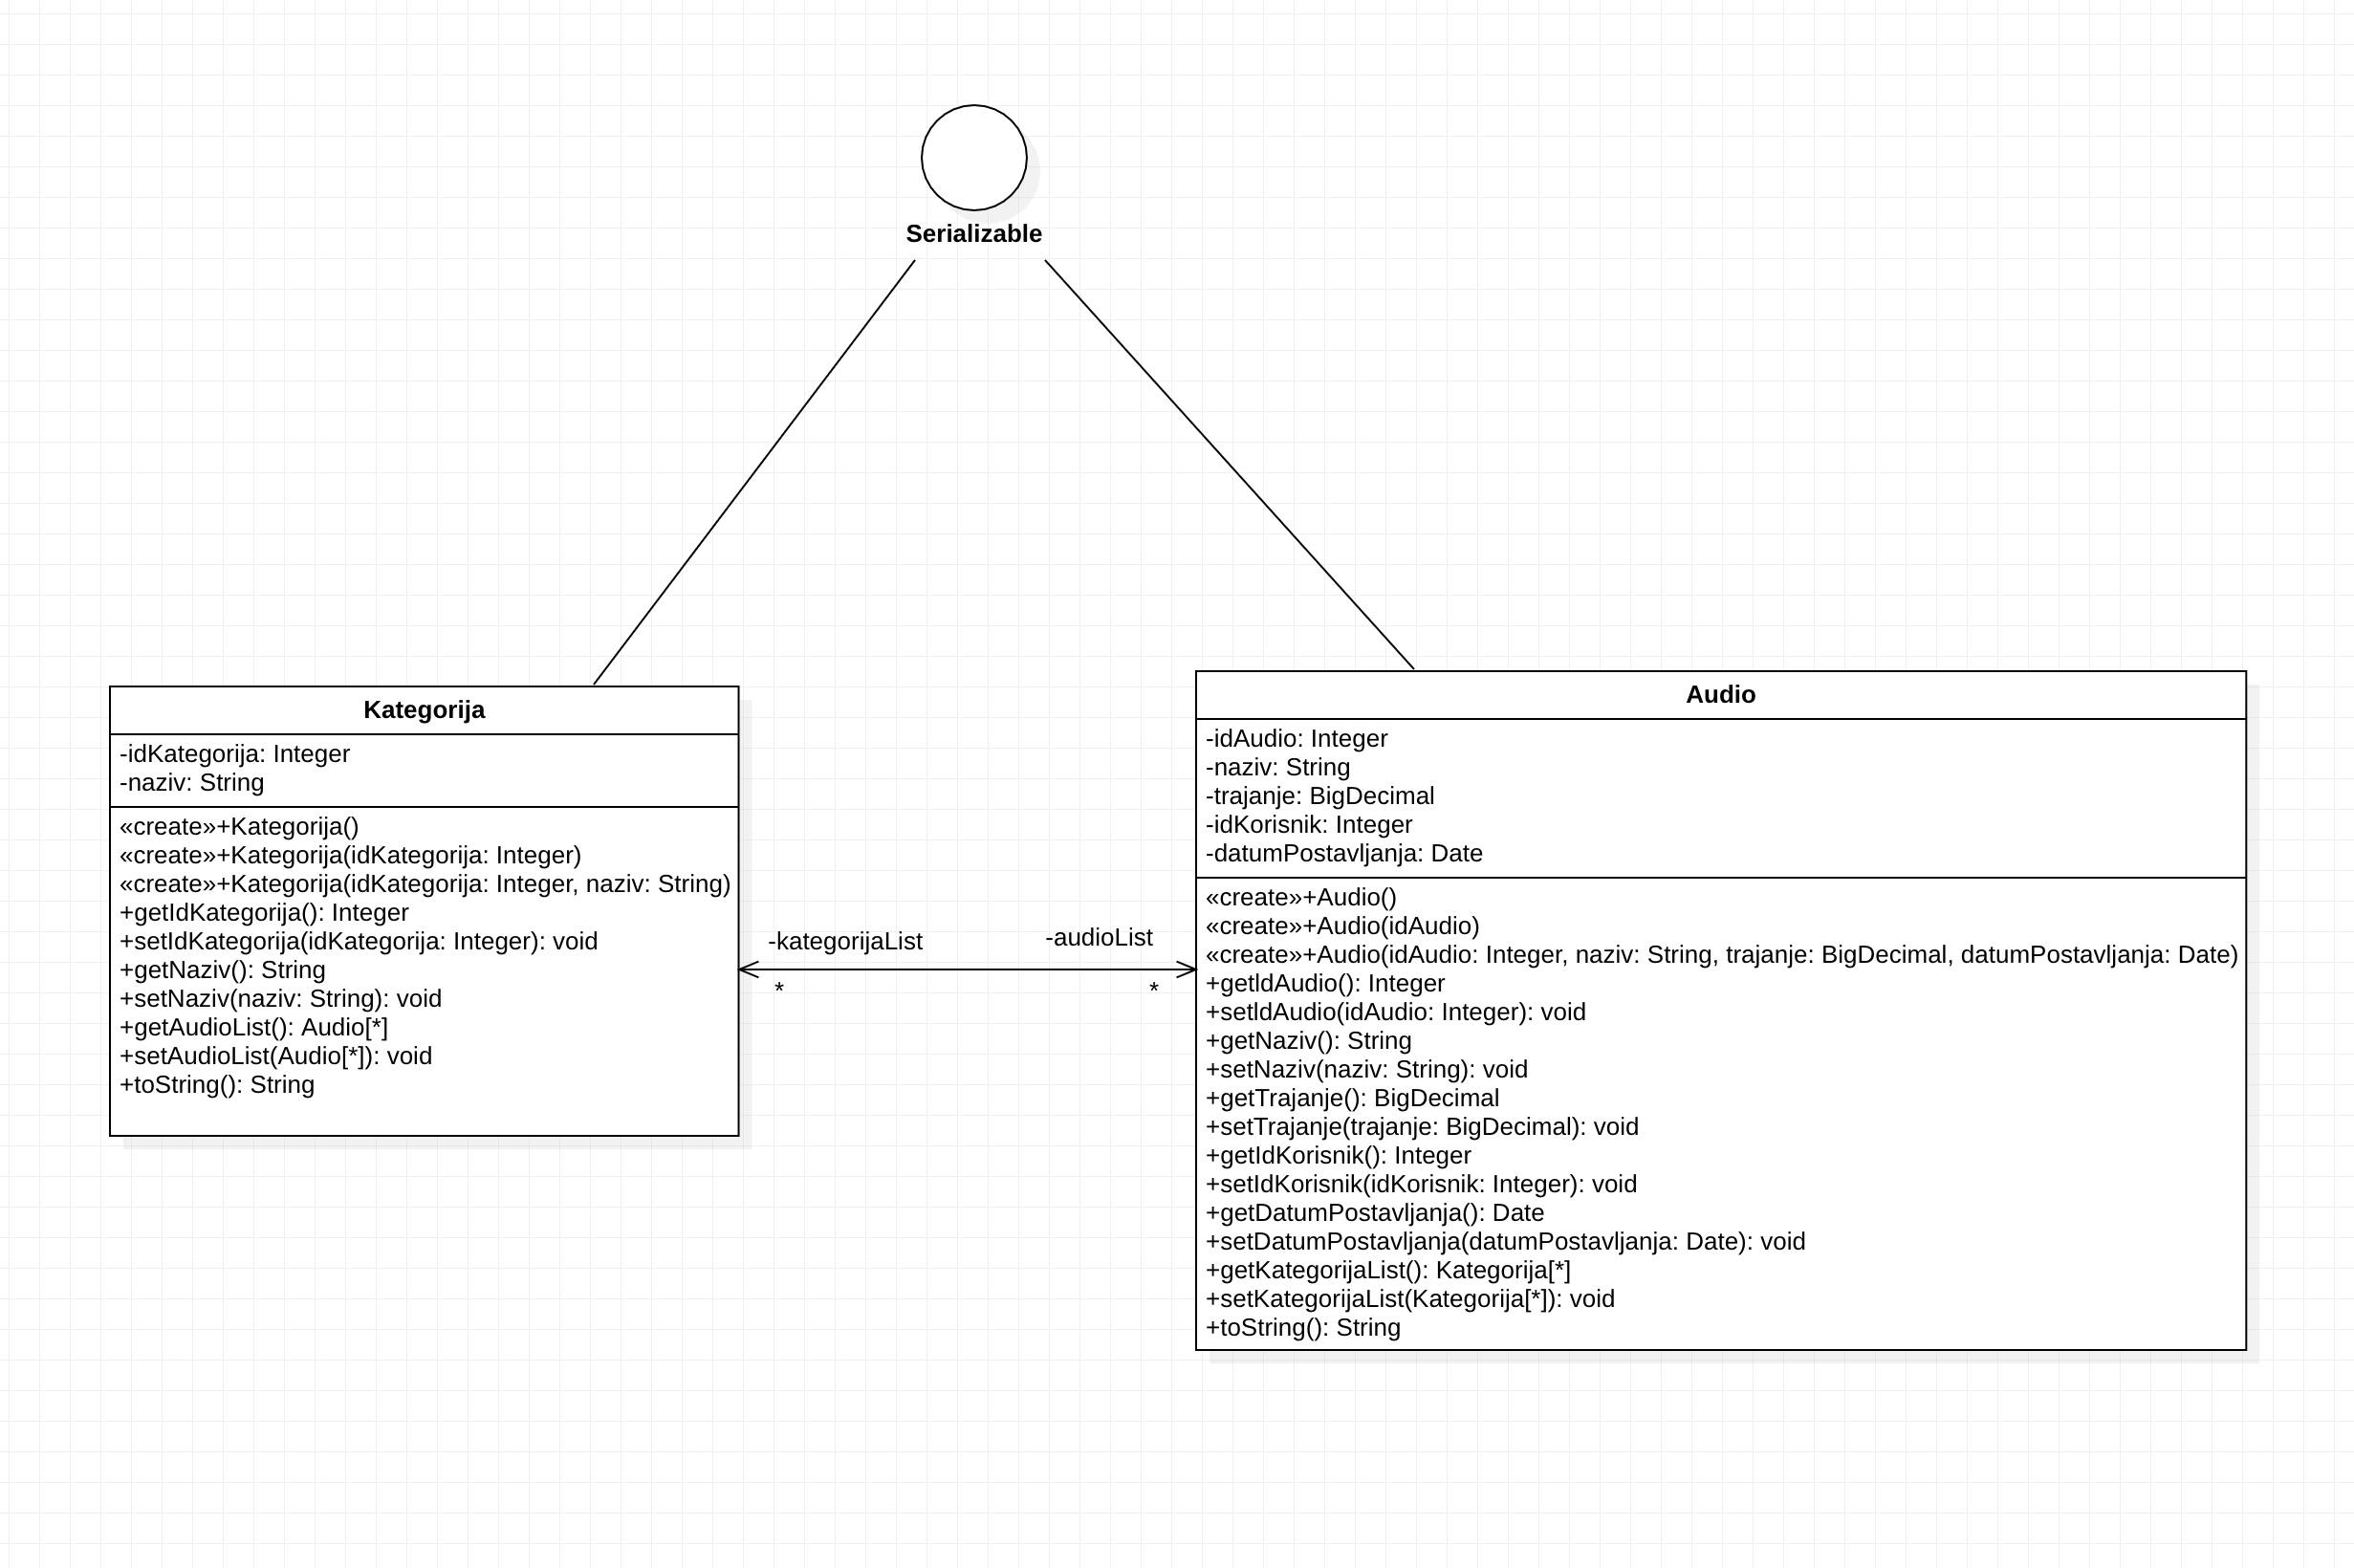 Serializable
Kategorija
-idKategorija: Integer
-naziv: String
«create»+Kategorija()
«create»+Kategorija(idKategorija: Integer)
«create»+Kategorija(idKategorija: Integer, naziv: String)
+getIdKategorija(): Integer
+setIdKategorija(idKategorija: Integer): void
+getNaziv(): String
+setNaziv(naziv: String): void
+getAudioList(): Audio[*]
+setAudioList(Audio[*]): void
+toString(): String
-kategorijaList
*
-audioList
*
Audio
-idAudio: Integer
-naziv: String
-trajanje: BigDecimal
-idKorisnik: Integer
-datumPostavljanja: Date
«create»+Audio()
«create»+Audio(idAudio)
«create»+Audio(idAudio: Integer, naziv: String, trajanje: BigDecimal, datumPostavljanja: Date)
+getldAudio(): Integer
+setldAudio(idAudio: Integer): void
+getNaziv(): String
+setNaziv(naziv: String): void
+getTrajanje(): BigDecimal
+setTrajanje(trajanje: BigDecimal): void
+getIdKorisnik(): Integer
+setIdKorisnik(idKorisnik: Integer): void
+getDatumPostavljanja(): Date
+setDatumPostavljanja(datumPostavljanja: Date): void
+getKategorijaList(): Kategorija[*]
+setKategorijaList(Kategorija[*]): void
+toString(): String